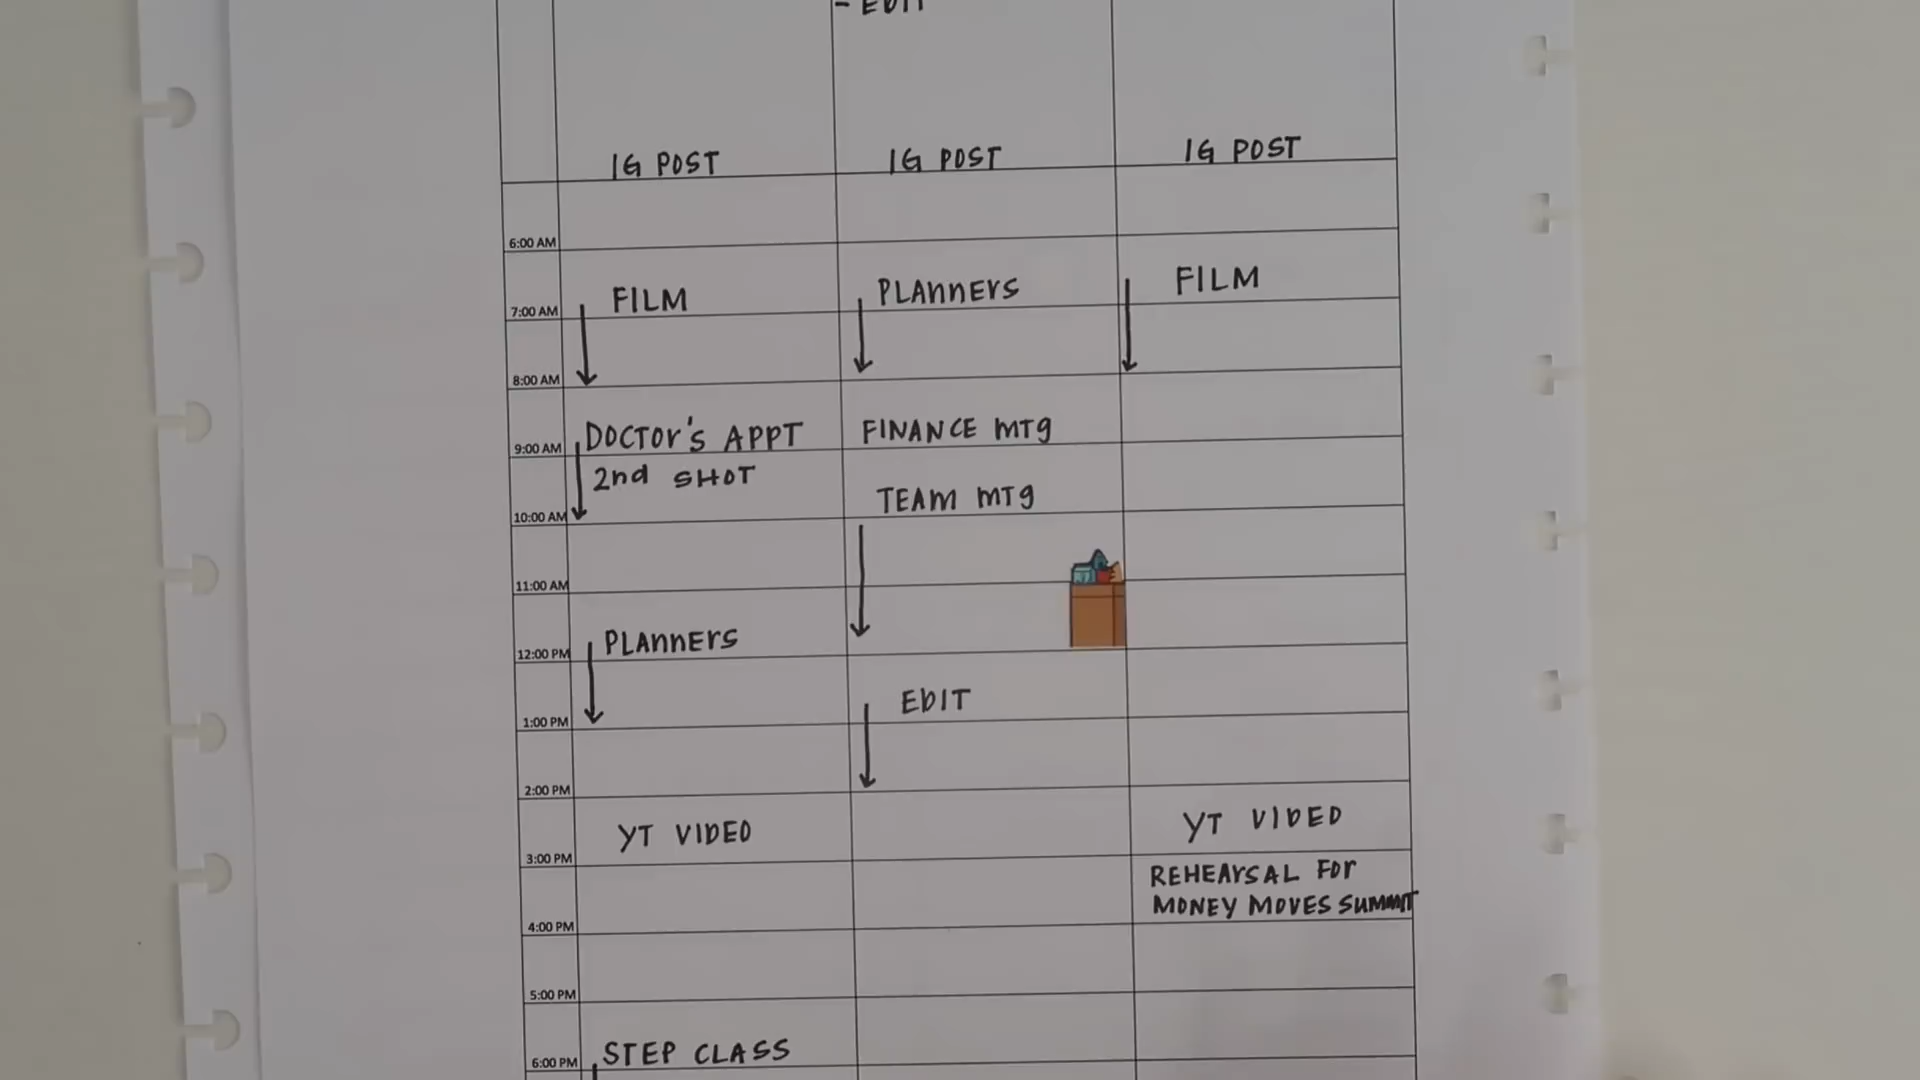 - EDIT
IG POST IG POST IG POST
6:00 AM
7:00 AM FILM PLANNERS FILM
8:00 AM
9:00 AM DOCTOR'S APPT FINANCE MTG
2nd SHOT
10:00 AM TEAM MTG
11:00 AM
12:00 PM PLANNERS
1:00 PM EDIT
2:00 PM
YT VIDEO YT VIDEO
3:00 PM
REHEARSAL FOR
MONEY MOVES SUMMIT
4:00 PM
5:00 PM
6:00 PM STEP CLASS